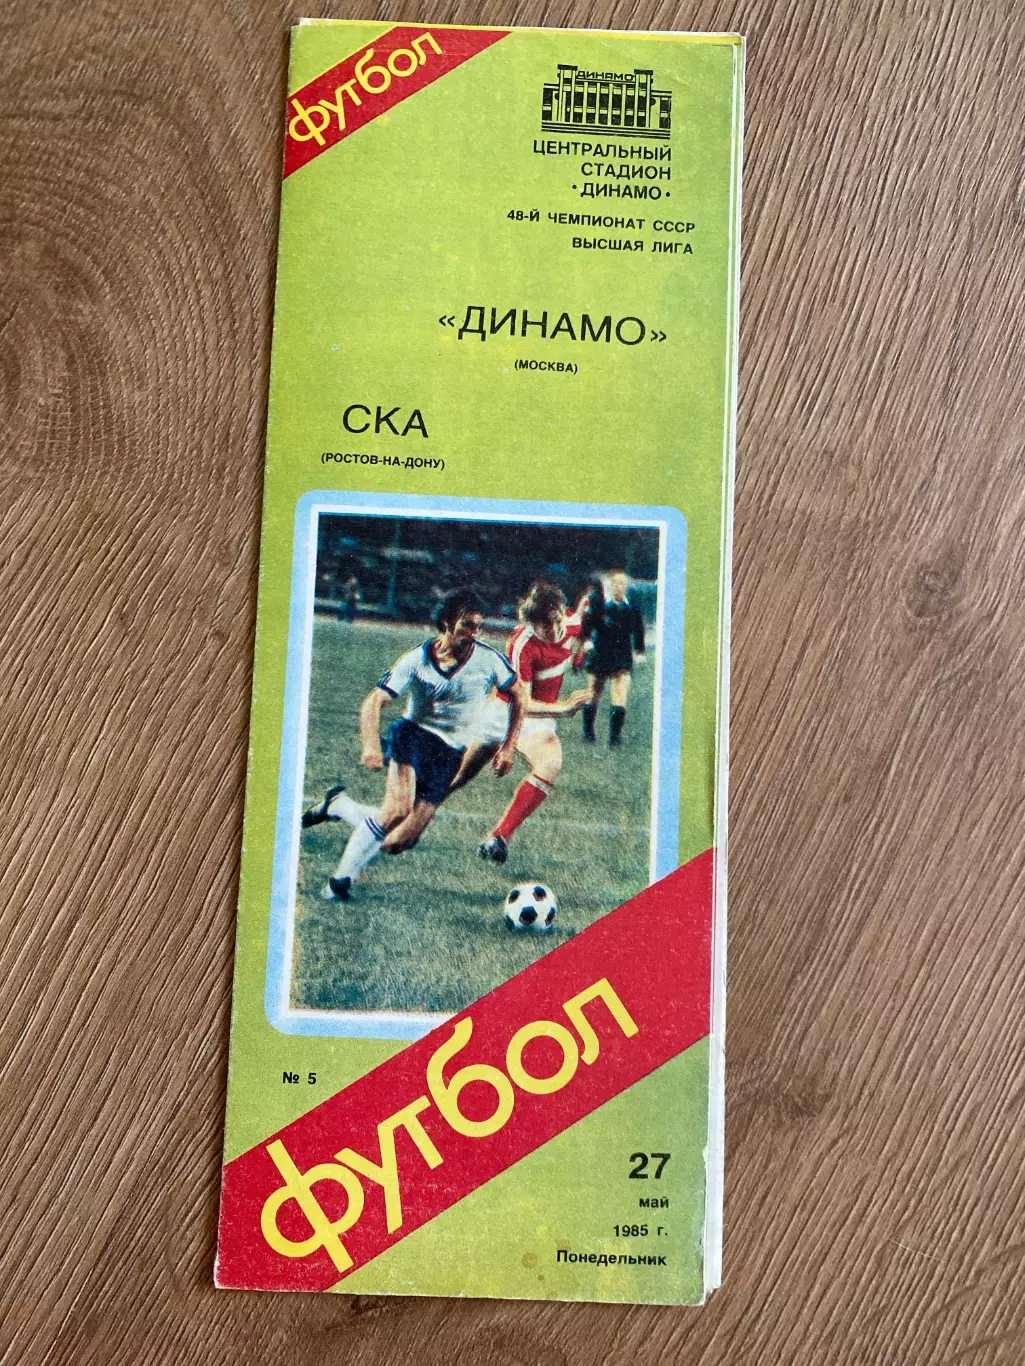 футбол
ДИНАМО
ЦЕНТРАЛЬНЫЙ
СТАДИОН
•ДИНАМО•
48-Й ЧЕМПИОНАТ СССР
ВЫСШАЯ ЛИГА
«ДИНАМО»
(МОСКВА)
СКА
(РОСТОВ-НА-ДОНУ)
№ 5
футбол
27
май
1985 г.
Понедельник